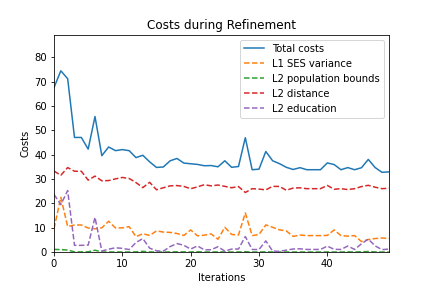 Costs during Refinement
Total costs
L1 SES variance
L2 population bounds
L2 distance
L2 education
Costs
80
70
60
50
40
30
20
10
0
0 10 20 30 40
Iterations